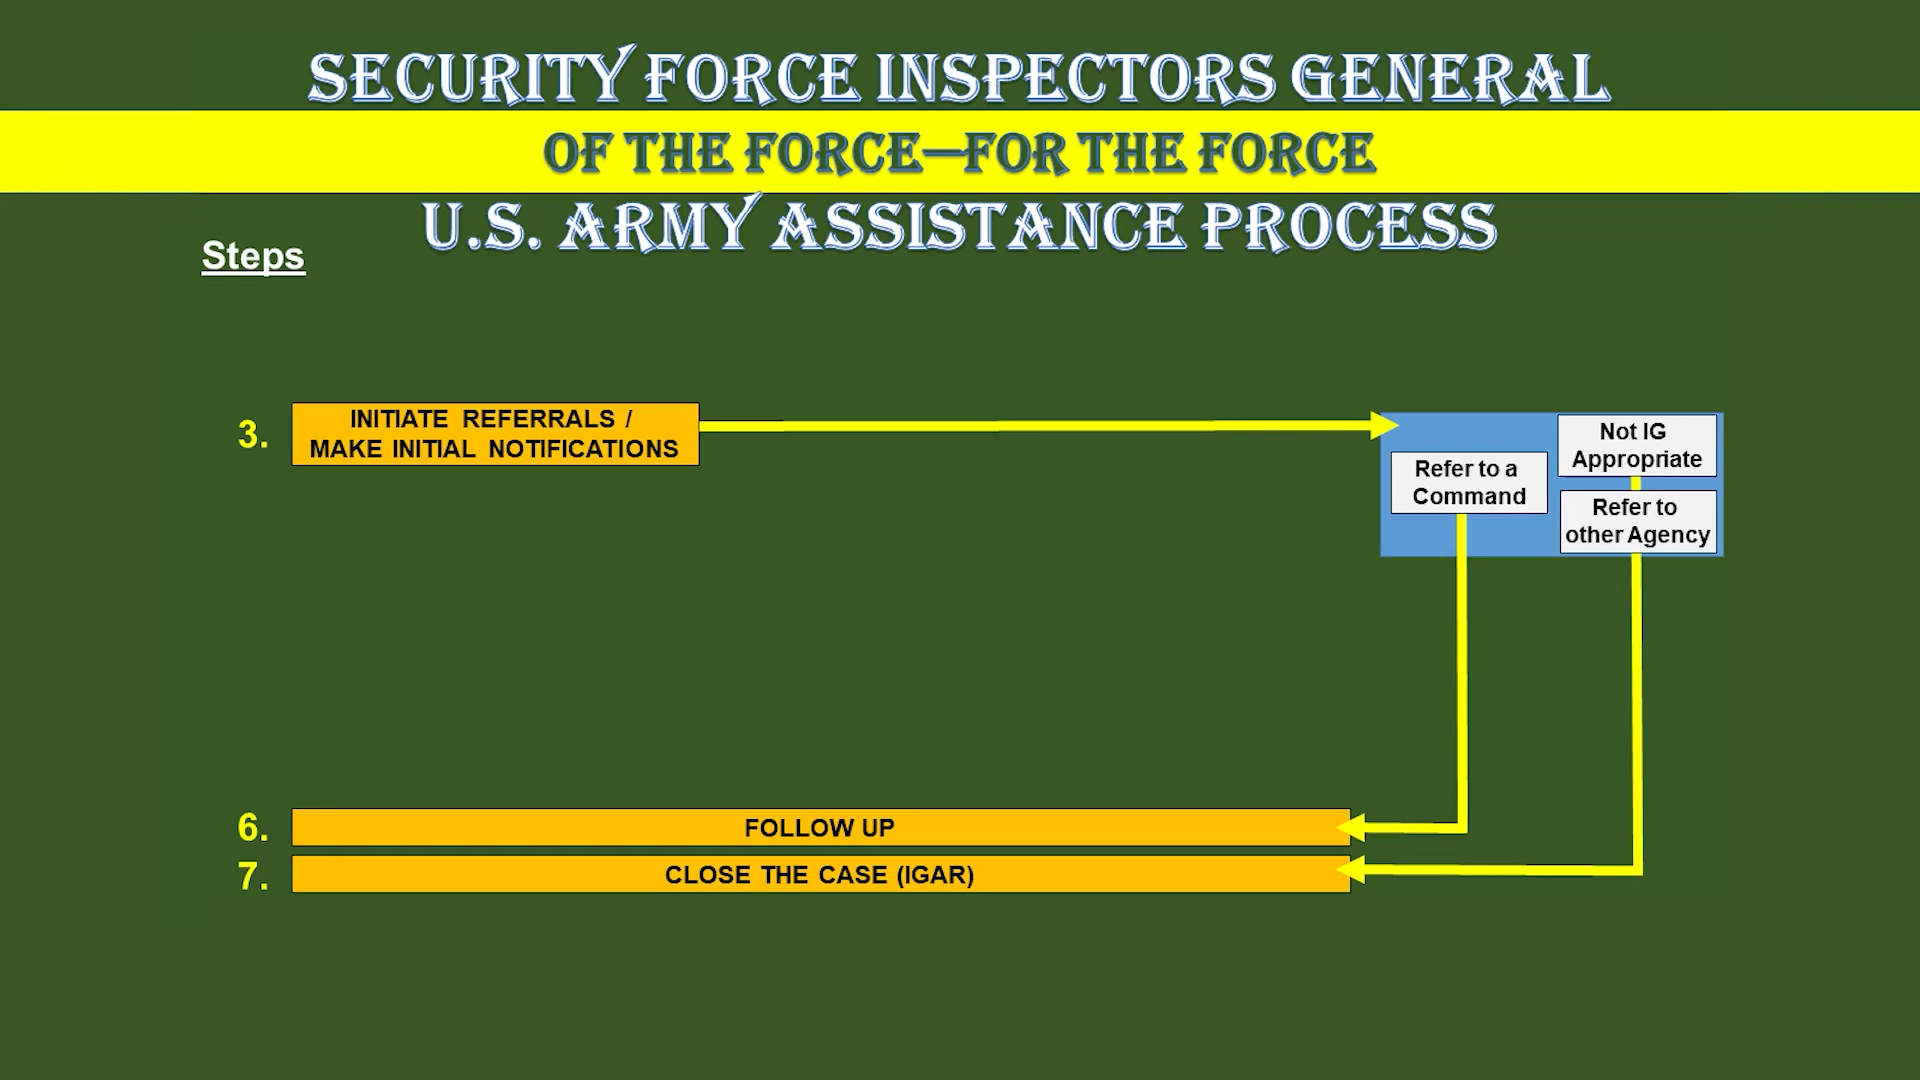 SECURITY FORCE INSPECTORS GENERAL
OF THE FORCE—FOR THE FORCE
U.S. ARMY ASSISTANCE PROCESS
Steps
3.
INITIATE REFERRALS /
MAKE INITIAL NOTIFICATIONS
Refer to a
Command
Not IG
Appropriate
Refer to
other Agency
6.
FOLLOW UP
7.
CLOSE THE CASE (IGAR)